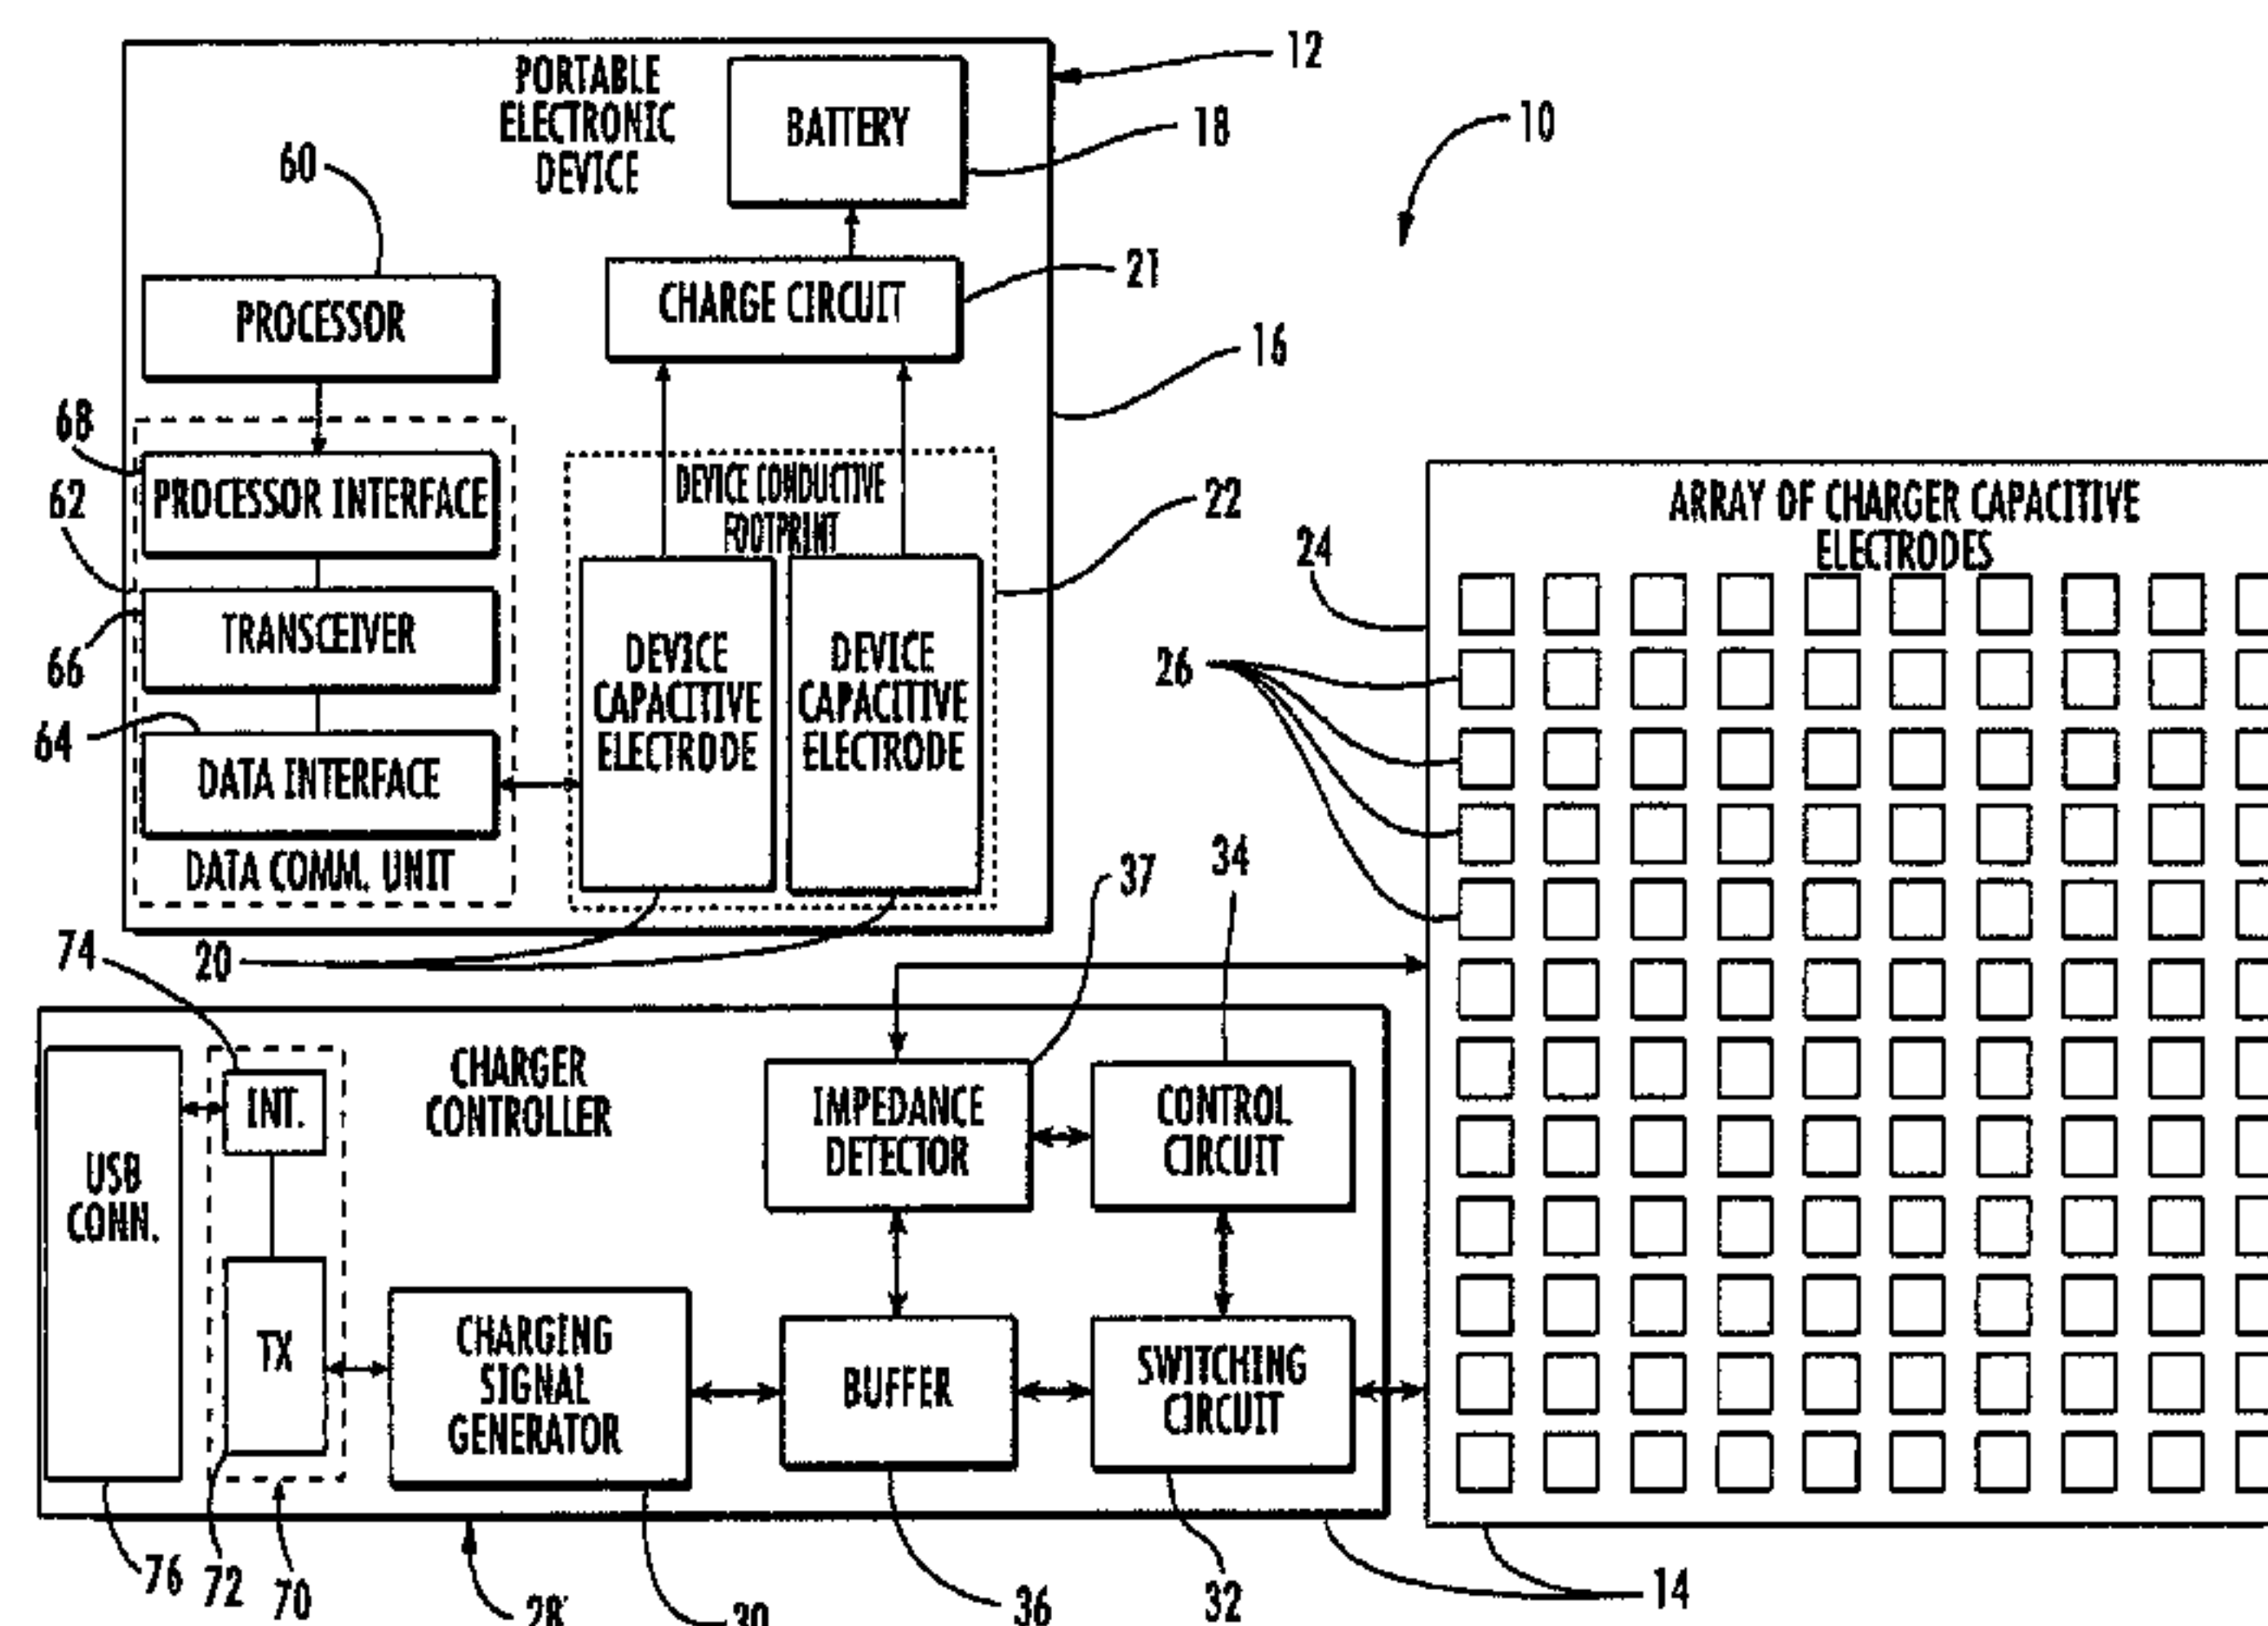 PORTABLE
ELECTRONIC
DEVICE
BATTERY
12
18
10
60
PROCESSOR
CHARGE CIRCUIT
21
16
68
PROCESSOR INTERFACE
62
TRANSCEIVER
66
64
DATA INTERFACE
DATA COMM. UNIT
DEVICE CONDUCTIVE
FOOTPRINT
22
DEVICE
CAPACITIVE
ELECTRODE
DEVICE
CAPACITIVE
ELECTRODE
20
ARRAY OF CHARGER CAPACITIVE
ELECTRODES
24
26
37
34
74
CHARGER
CONTROLLER
USB
CONN.
INT.
TX
IMPEDANCE
DETECTOR
CONTROL
CIRCUIT
CHARGING
SIGNAL
GENERATOR
BUFFER
SWITCHING
CIRCUIT
76
72
70
28'
30
36
32
14